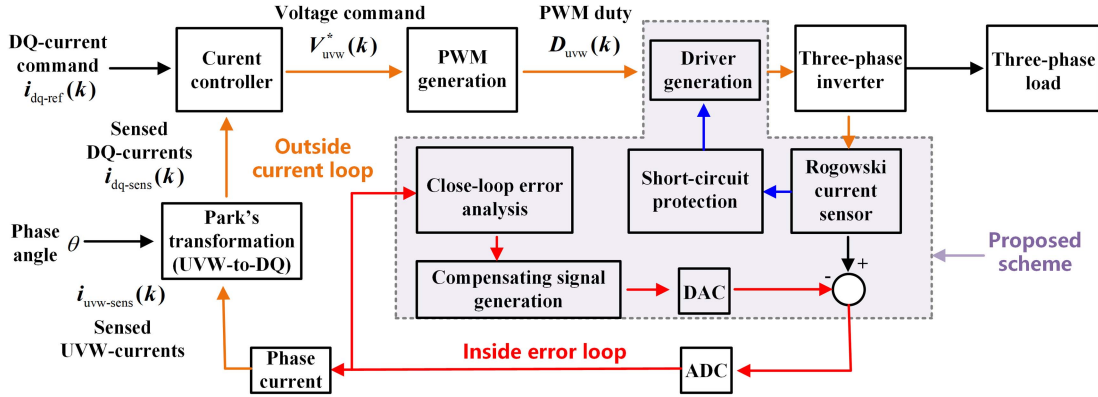 DQ-current
command
i_dq-ref(k)
Curent
controller
Voltage command
V*_uvw(k)
PWM
generation
PWM duty
D_uvw(k)
Driver
generation
Three-phase
inverter
Three-phase
load
Sensed
DQ-currents
i_dq-sens(k)
Outside
current loop
Close-loop error
analysis
Short-circuit
protection
Rogowski
current
sensor
Phase
angle θ
Park's
transformation
(UVW-to-DQ)
Proposed
scheme
Compensating signal
generation
DAC
- +
i_uvw-sens(k)
Sensed
UVW-currents
Phase
current
Inside error loop
ADC